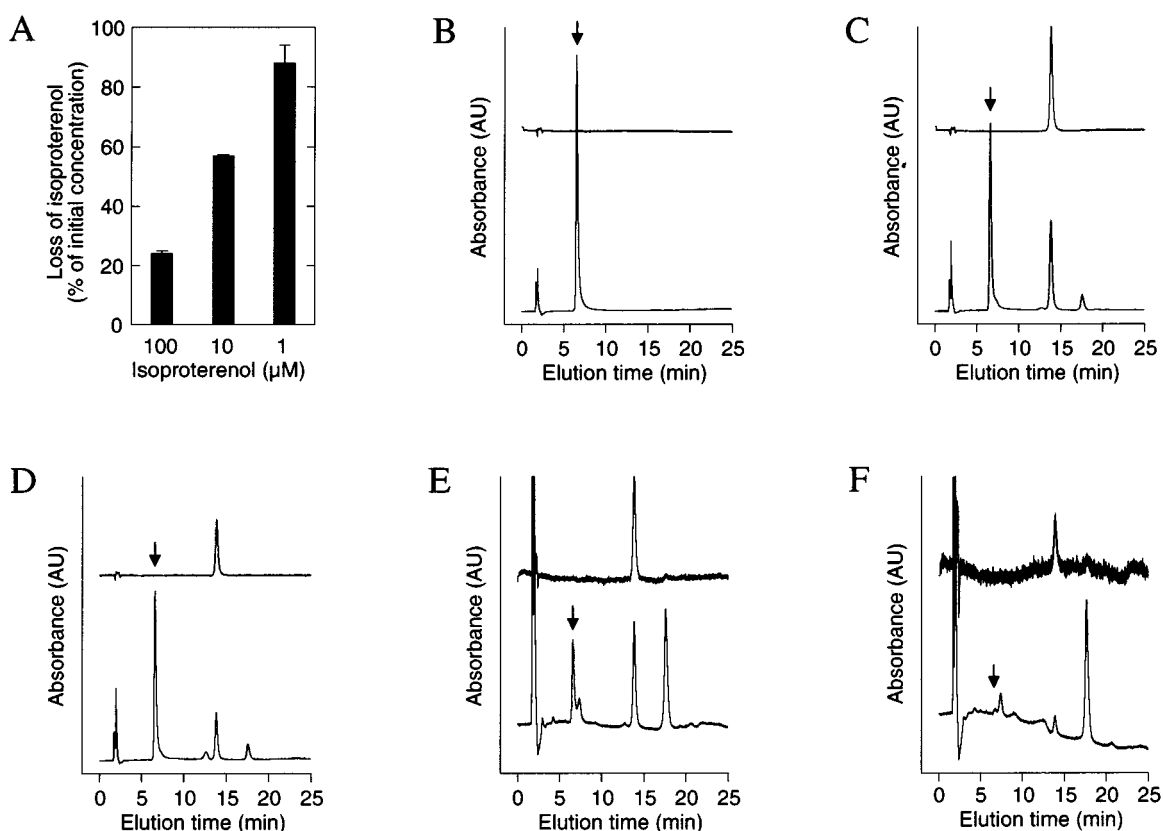 A
Loss of isoproterenol
(% of initial concentration)
100
80
60
40
20
0
100 10 1
Isoproterenol (µM)
B
Absorbance (AU)
0 5 10 15 20 25
Elution time (min)
C
Absorbance (AU)
0 5 10 15 20 25
Elution time (min)
D
Absorbance (AU)
0 5 10 15 20 25
Elution time (min)
E
Absorbance (AU)
0 5 10 15 20 25
Elution time (min)
F
Absorbance (AU)
0 5 10 15 20 25
Elution time (min)